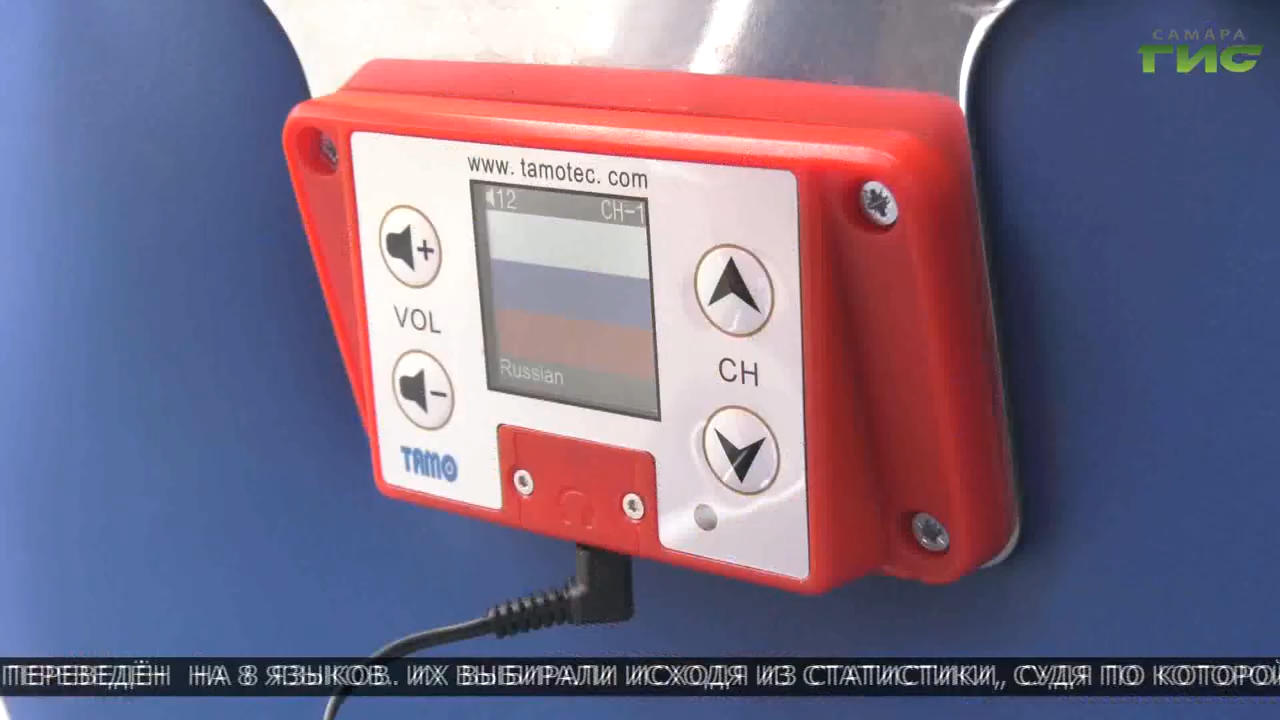 САМАРА
ГИС
www. tamotec. com
12 CH-1
VOL
Russian
CH
TAMO
ПЕРЕВЕДЁН НА 8 ЯЗЫКОВ. ИХ ВЫБИРАЛИ ИСХОДЯ ИЗ СТАТИСТИКИ, СУДЯ ПО КОТОРОЙ